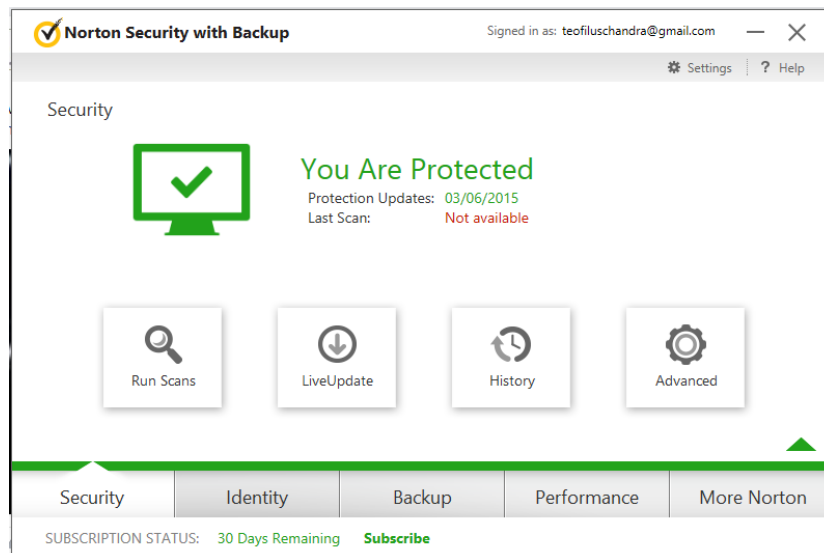 Norton Security with Backup
Signed in as: teofiluschandra@gmail.com
Settings ? Help
Security
You Are Protected
Protection Updates: 03/06/2015
Last Scan: Not available
Run Scans LiveUpdate History Advanced
Security Identity Backup Performance More Norton
SUBSCRIPTION STATUS: 30 Days Remaining Subscribe